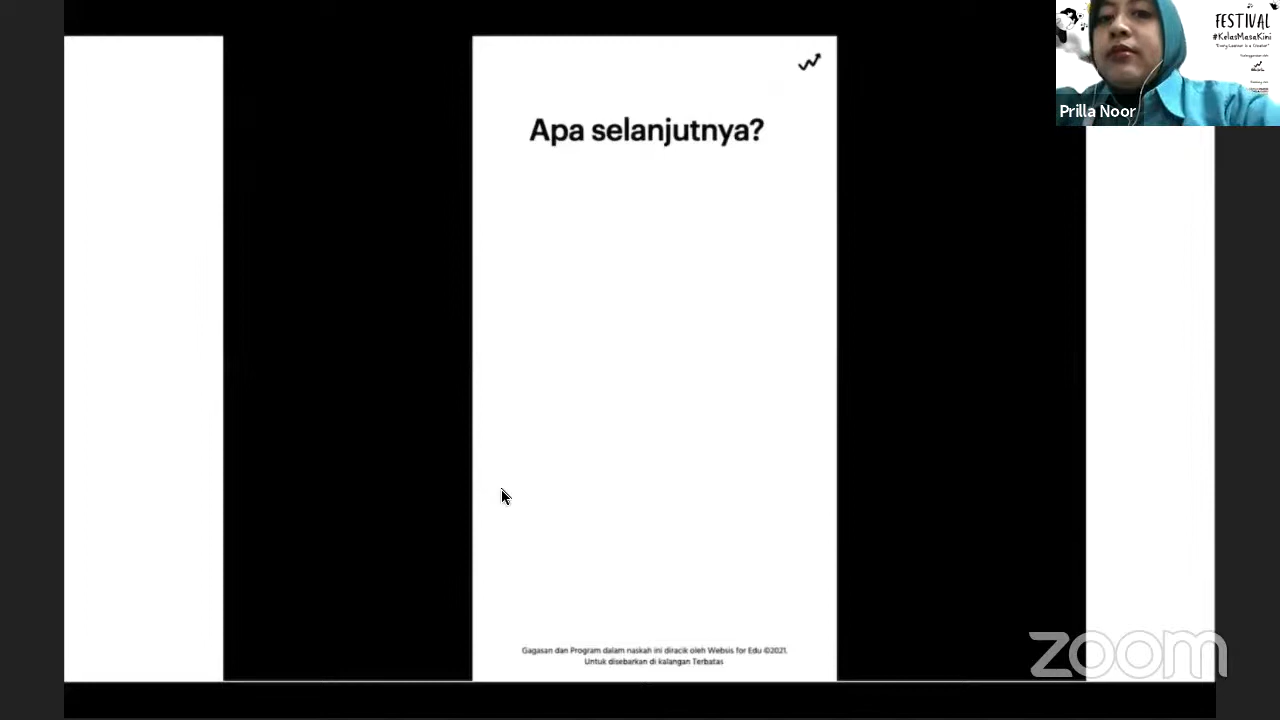 FESTIVAL
#KelasMasaKini
Prilla Noor
Apa selanjutnya?
Gagasan dan Program dalam naskah ini diracik oleh Websis for Edu ©2021.
Untuk disebarkan di kalangan Terbatas
zoom